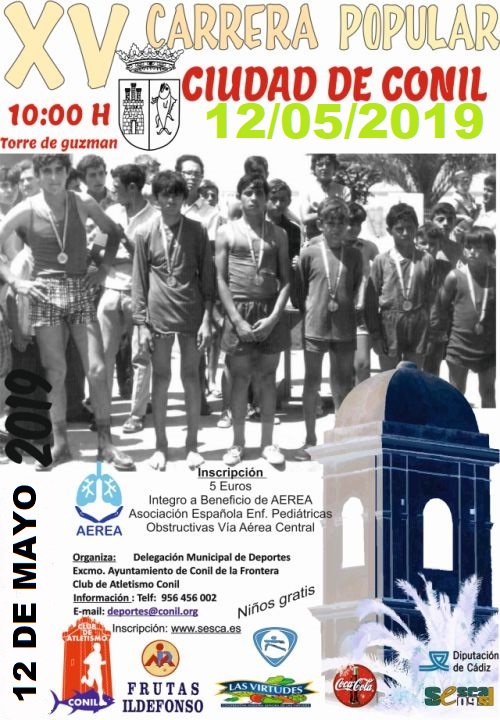 XV CARRERA POPULAR
CIUDAD DE CONIL
10:00 H
12/05/2019
Torre de guzman
12 DE MAYO 2019
Inscripción
5 Euros
Integro a Beneficio de AEREA
Asociación Española Enf. Pediátricas
Obstructivas Vía Aérea Central
AEREA
Organiza: Delegación Municipal de Deportes
Excmo. Ayuntamiento de Conil de la Frontera
Club de Atletismo Conil
Información : Telf: 956 456 002
E-mail: deportes@conil.org
Niños gratis
Inscripción: www.sesca.es
CLUB
DE
ATLETISMO
CONIL
FRUTAS
ILDEFONSO
LAS VIRTUDES
Coca-Cola
Diputación
de Cádiz